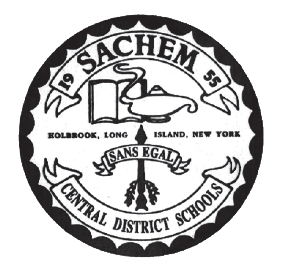 SACHEM
19 55
HOLBROOK, LONG ISLAND, NEW YORK
SANS EGAL
CENTRAL DISTRICT SCHOOLS